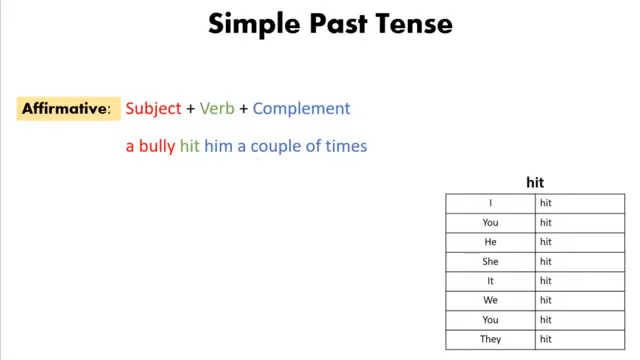 Simple Past Tense
Affirmative: Subject + Verb + Complement
a bully hit him a couple of times
hit
I hit
You hit
He hit
She hit
It hit
We hit
You hit
They hit